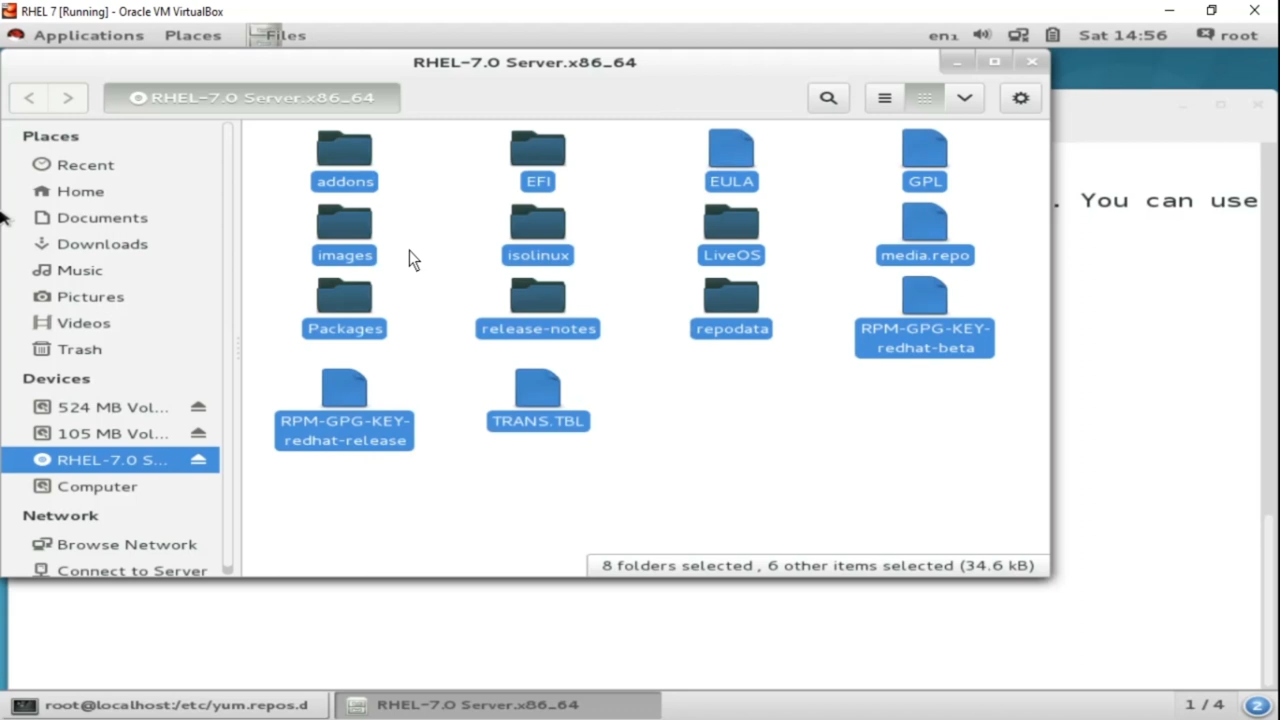 RHEL 7 [Running] - Oracle VM VirtualBox
Applications Places Files en1 Sat 14:56 root
RHEL-7.0 Server.x86_64
RHEL-7.0 Server.x86_64
Places
Recent
Home
Documents
Downloads
Music
Pictures
Videos
Trash
Devices
524 MB Vol...
105 MB Vol...
RHEL-7.0 S...
Computer
Network
Browse Network
Connect to Server
addons EFI EULA GPL
images isolinux LiveOS media.repo
Packages release-notes repodata RPM-GPG-KEY-
redhat-beta
RPM-GPG-KEY- TRANS.TBL
redhat-release
8 folders selected , 6 other items selected (34.6 kB)
. You can use
root@localhost:/etc/yum.repos.d RHEL-7.0 Server.x86_64 1 / 4 2